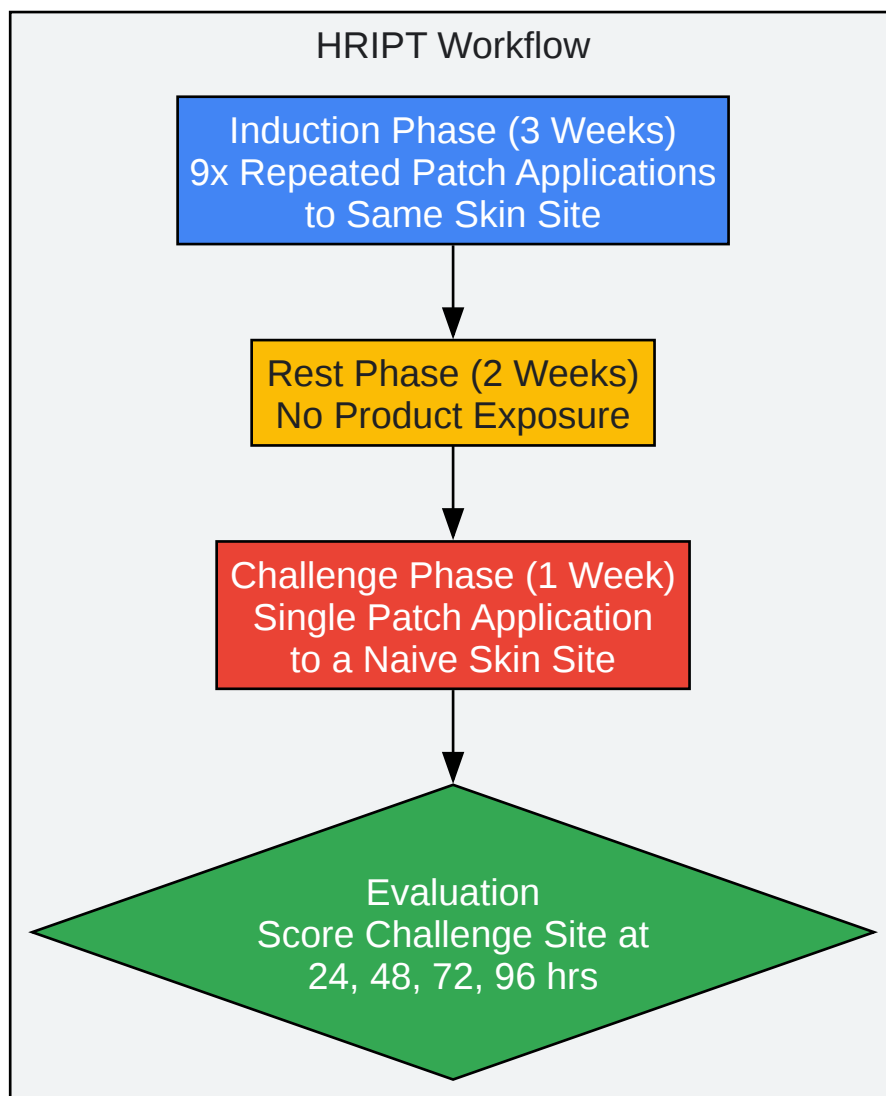 HRIPT Workflow
Induction Phase (3 Weeks)
9x Repeated Patch Applications
to Same Skin Site
Rest Phase (2 Weeks)
No Product Exposure
Challenge Phase (1 Week)
Single Patch Application
to a Naive Skin Site
Evaluation
Score Challenge Site at
24, 48, 72, 96 hrs